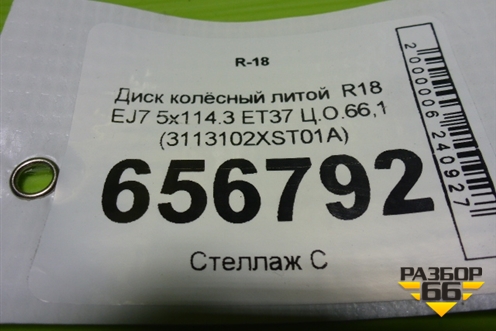 R-18
Диск колёсный литой R18
EJ7 5x114.3 ET37 Ц.О.66,1
(3113102XST01A)
656792
Стеллаж С
2000006240927
РАЗБОР
66